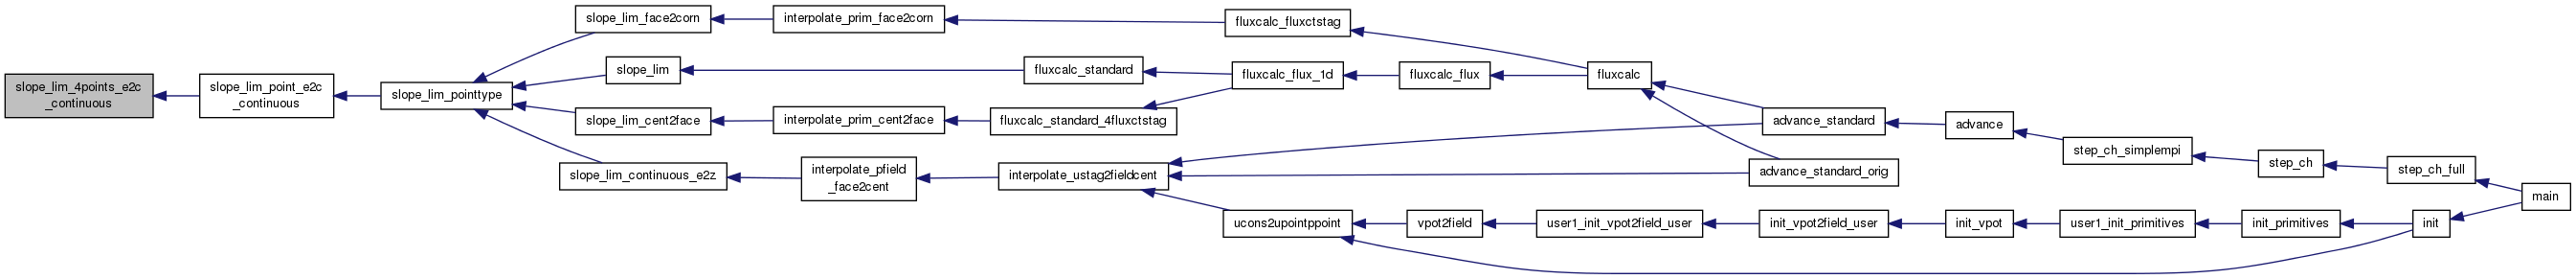 slope_lim_4points_e2c
_continuous
slope_lim_point_e2c
_continuous
slope_lim_pointtype
slope_lim_face2corn
interpolate_prim_face2corn
fluxcalc_fluxctstag
slope_lim
fluxcalc_standard
fluxcalc_flux_1d
fluxcalc_flux
fluxcalc
slope_lim_cent2face
interpolate_prim_cent2face
fluxcalc_standard_4fluxctstag
advance_standard
advance
step_ch_simplempi
step_ch
step_ch_full
main
slope_lim_continuous_e2z
interpolate_pfield
_face2cent
interpolate_ustag2fieldcent
advance_standard_orig
ucons2upointppoint
vpot2field
user1_init_vpot2field_user
init_vpot2field_user
init_vpot
user1_init_primitives
init_primitives
init